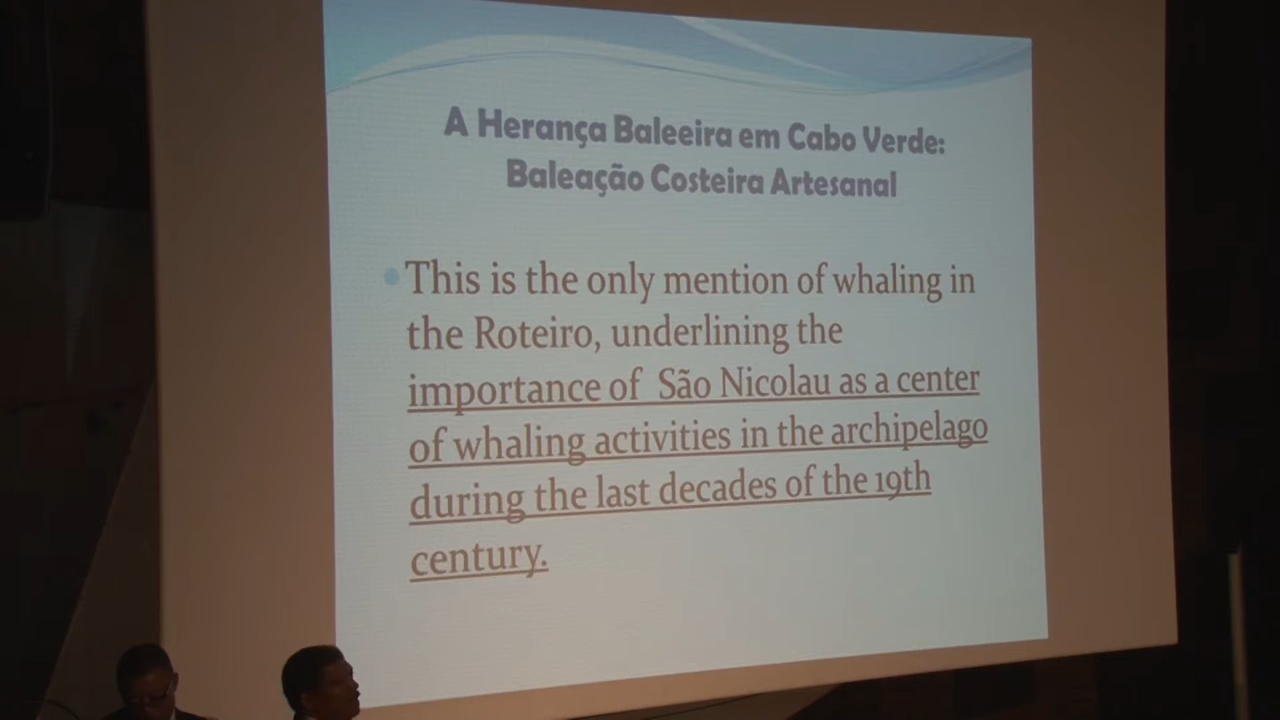 A Herança Baleeira em Cabo Verde:
Baleação Costeira Artesanal
This is the only mention of whaling in
the Roteiro, underlining the
importance of  São Nicolau as a center
of whaling activities in the archipelago
during the last decades of the 19th
century.